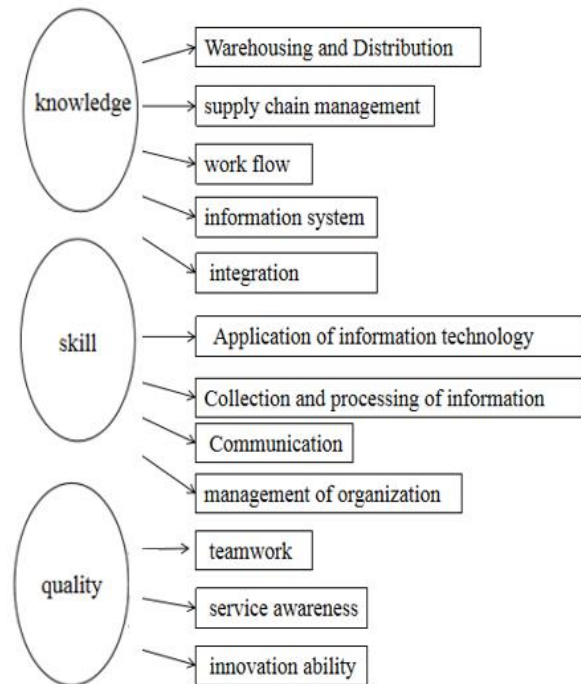 knowledge
Warehousing and Distribution
supply chain management
work flow
information system
integration
skill
Application of information technology
Collection and processing of information
Communication
management of organization
quality
teamwork
service awareness
innovation ability